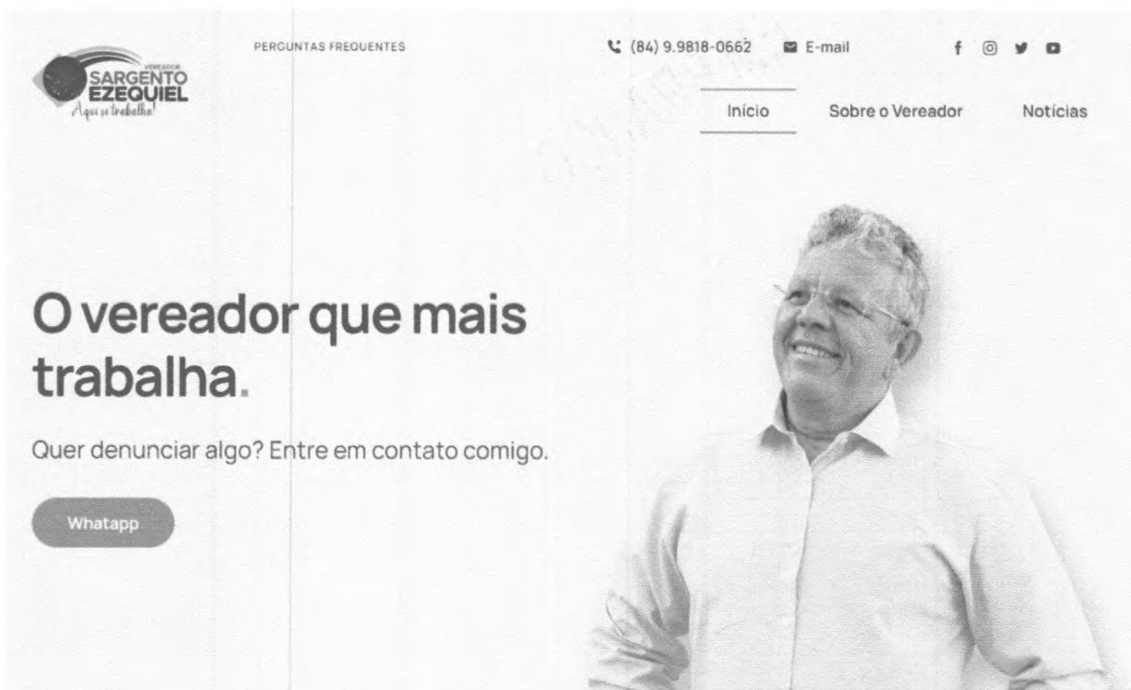 PERGUNTAS FREQUENTES
(84) 9.9818-0662 E-mail
VEREADOR
SARGENTO
EZEQUIEL
Aqui se trabalha!
Início Sobre o Vereador Notícias
O vereador que mais
trabalha.
Quer denunciar algo? Entre em contato comigo.
Whatapp